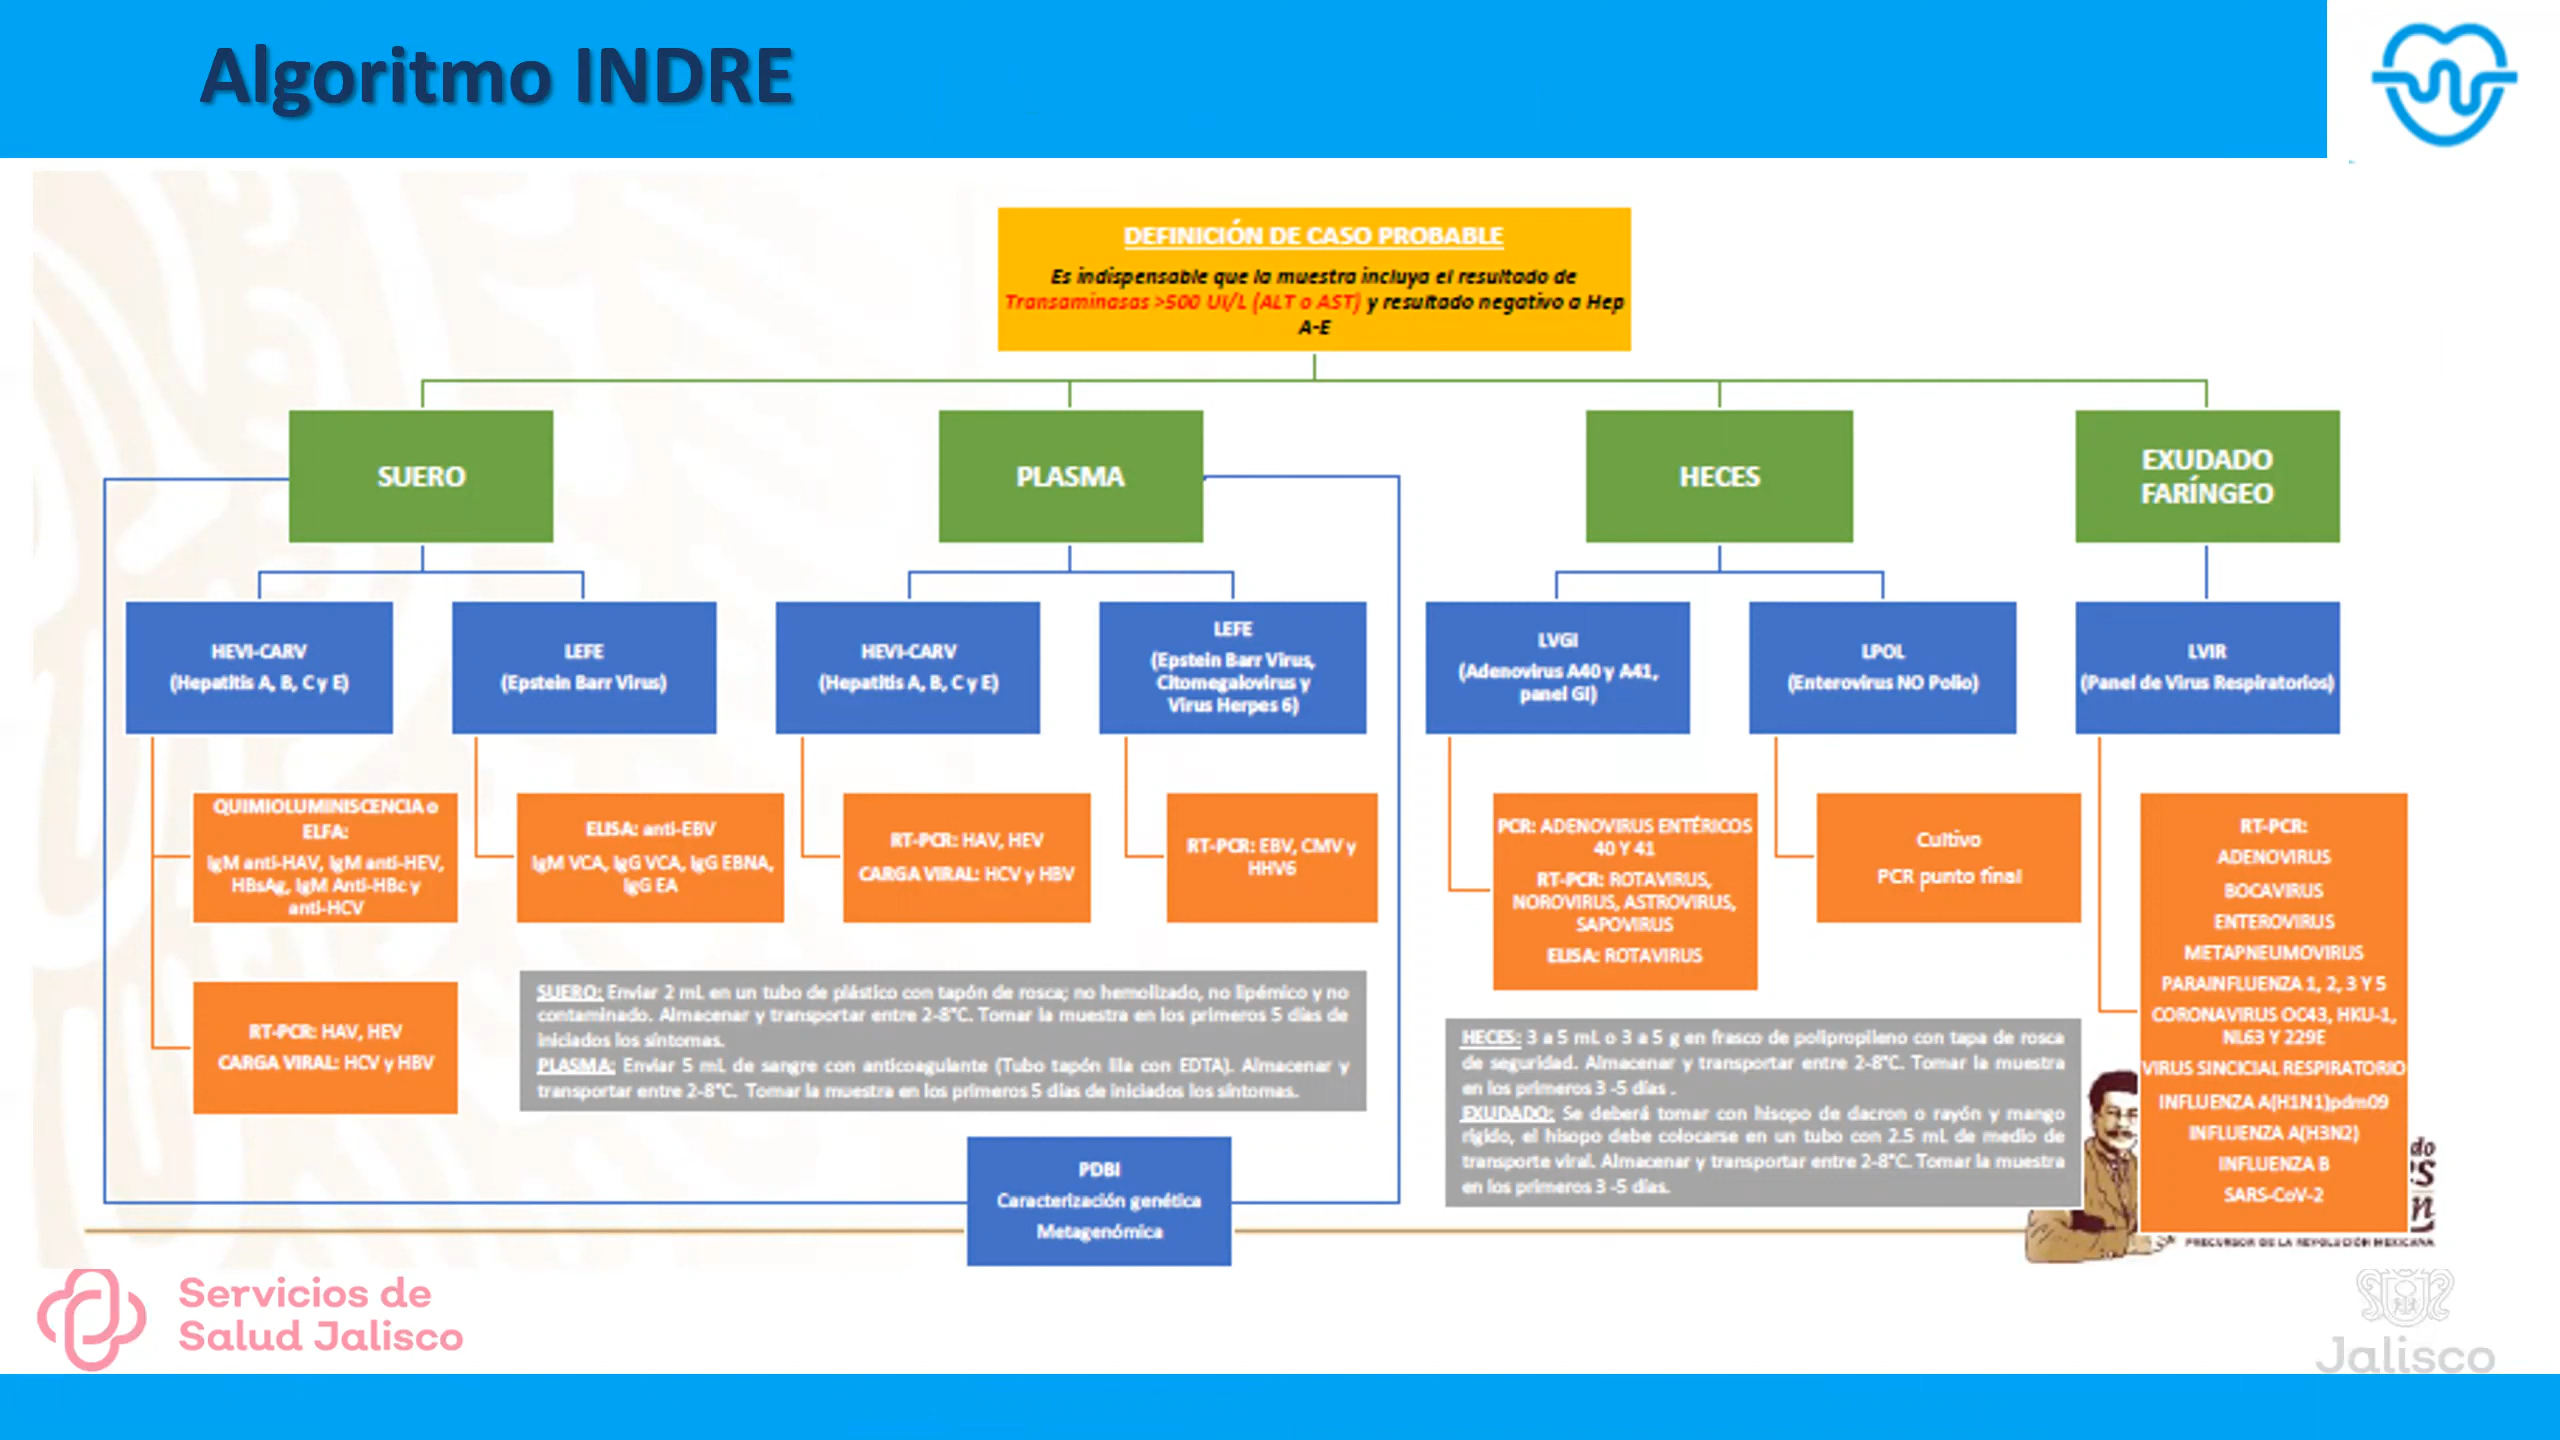 Algoritmo INDRE
DEFINICIÓN DE CASO PROBABLE
Es indispensable que la muestra incluya el resultado de
Transaminasas >500 UI/L (ALT o AST) y resultado negativo a Hep
A-E
SUERO
PLASMA
HECES
EXUDADO
FARÍNGEO
HEVI-CARV
(Hepatitis A, B, C y E)
LEFE
(Epstein Barr Virus)
HEVI-CARV
(Hepatitis A, B, C y E)
LEFE
(Epstein Barr Virus,
Citomegalovirus y
Virus Herpes 6)
LVGI
(Adenovirus A40 y A41,
panel GI)
LPOL
(Enterovirus NO Polio)
LVIR
(Panel de Virus Respiratorios)
QUIMIOLUMINISCENCIA o
ELFA:
IgM anti-HAV, IgM anti-HEV,
HBsAg, IgM Anti-HBc y
anti-HCV
ELISA: anti-EBV
IgM VCA, IgG VCA, IgG EBNA,
IgG EA
RT-PCR: HAV, HEV
CARGA VIRAL: HCV y HBV
RT-PCR: EBV, CMV y
HHV6
PCR: ADENOVIRUS ENTÉRICOS
40 Y 41
RT-PCR: ROTAVIRUS,
NOROVIRUS, ASTROVIRUS,
SAPOVIRUS
ELISA: ROTAVIRUS
Cultivo
PCR punto final
RT-PCR:
ADENOVIRUS
BOCAVIRUS
ENTEROVIRUS
METAPNEUMOVIRUS
PARAINFLUENZA 1, 2, 3 Y 5
CORONAVIRUS OC43, HKU-1,
NL63 Y 229E
VIRUS SINCICIAL RESPIRATORIO
INFLUENZA A(H1N1)pdm09
INFLUENZA A(H3N2)
INFLUENZA B
SARS-CoV-2
RT-PCR: HAV, HEV
CARGA VIRAL: HCV y HBV
SUERO: Enviar 2 mL en un tubo de plástico con tapón de rosca; no hemolizado, no lipémico y no
contaminado. Almacenar y transportar entre 2-8°C. Tomar la muestra en los primeros 5 días de
iniciados los síntomas.
PLASMA: Enviar 5 mL de sangre con anticoagulante (Tubo tapón lila con EDTA). Almacenar y
transportar entre 2-8°C. Tomar la muestra en los primeros 5 días de iniciados los síntomas.
HECES: 3 a 5 mL o 3 a 5 g en frasco de polipropileno con tapa de rosca
de seguridad. Almacenar y transportar entre 2-8°C. Tomar la muestra
en los primeros 3 -5 días .
EXUDADO: Se deberá tomar con hisopo de dacron o rayón y mango
rígido, el hisopo debe colocarse en un tubo con 2.5 mL de medio de
transporte viral. Almacenar y transportar entre 2-8°C. Tomar la muestra
en los primeros 3 -5 días.
PDBI
Caracterización genética
Metagenómica
do
PRECURSOR DE LA REVOLUCIÓN MEXICANA
Servicios de
Salud Jalisco
Jalisco